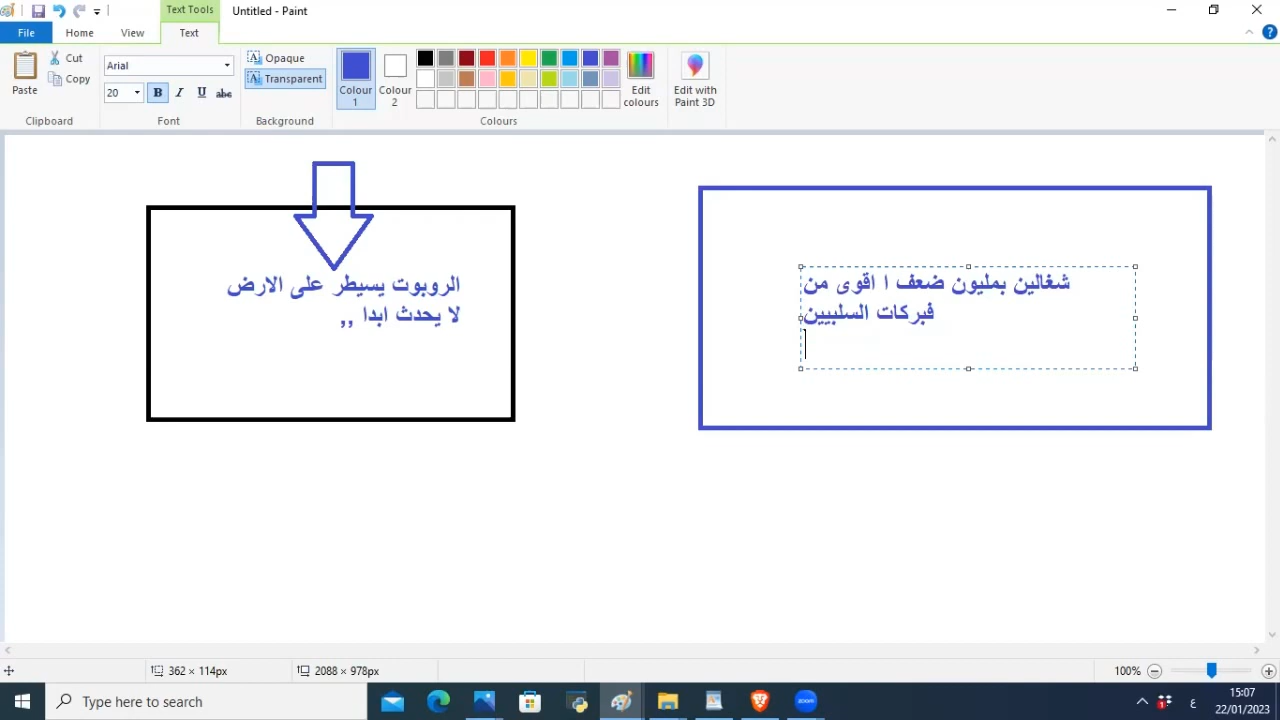 Text Tools
Untitled - Paint
File
Home
View
Text
Paste
Cut
Copy
Clipboard
Arial
20
B
I
U
abc
Font
Opaque
Transparent
Background
Colour 1
Colour 2
Edit colours
Colours
Edit with Paint 3D
الروبوت يسيطر على الارض
لا يحدث ابدا ,,
شغالين بمليون ضعف ا اقوى من
فبركات السلبيين
362 × 114px
2088 × 978px
100%
Type here to search
1
ع
15:07
22/01/2023